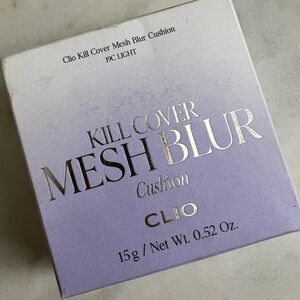 Clio Kill Cover Mesh Blur Cushion
19C LIGHT
KILL COVER
MESH BLUR
Cushion
CLIO
15g / Net Wt. 0.52 Oz.